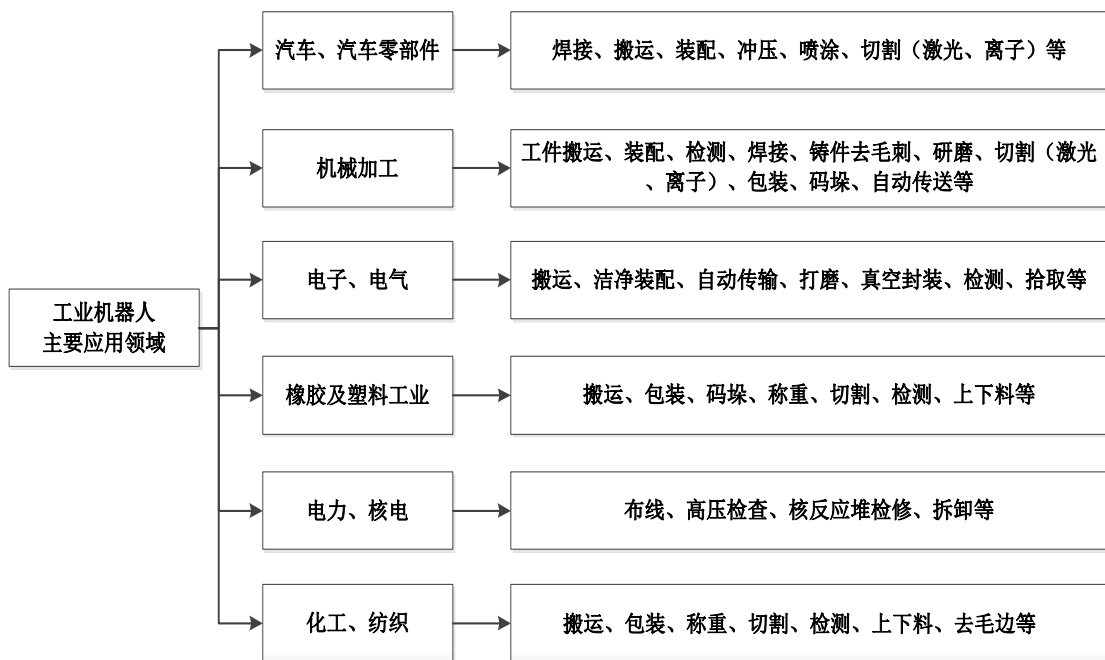 工业机器人
主要应用领域
汽车、汽车零部件
焊接、搬运、装配、冲压、喷涂、切割（激光、离子）等
机械加工
工件搬运、装配、检测、焊接、铸件去毛刺、研磨、切割（激光
、离子）、包装、码垛、自动传送等
电子、电气
搬运、洁净装配、自动传输、打磨、真空封装、检测、拾取等
橡胶及塑料工业
搬运、包装、码垛、称重、切割、检测、上下料等
电力、核电
布线、高压检查、核反应堆检修、拆卸等
化工、纺织
搬运、包装、称重、切割、检测、上下料、去毛边等